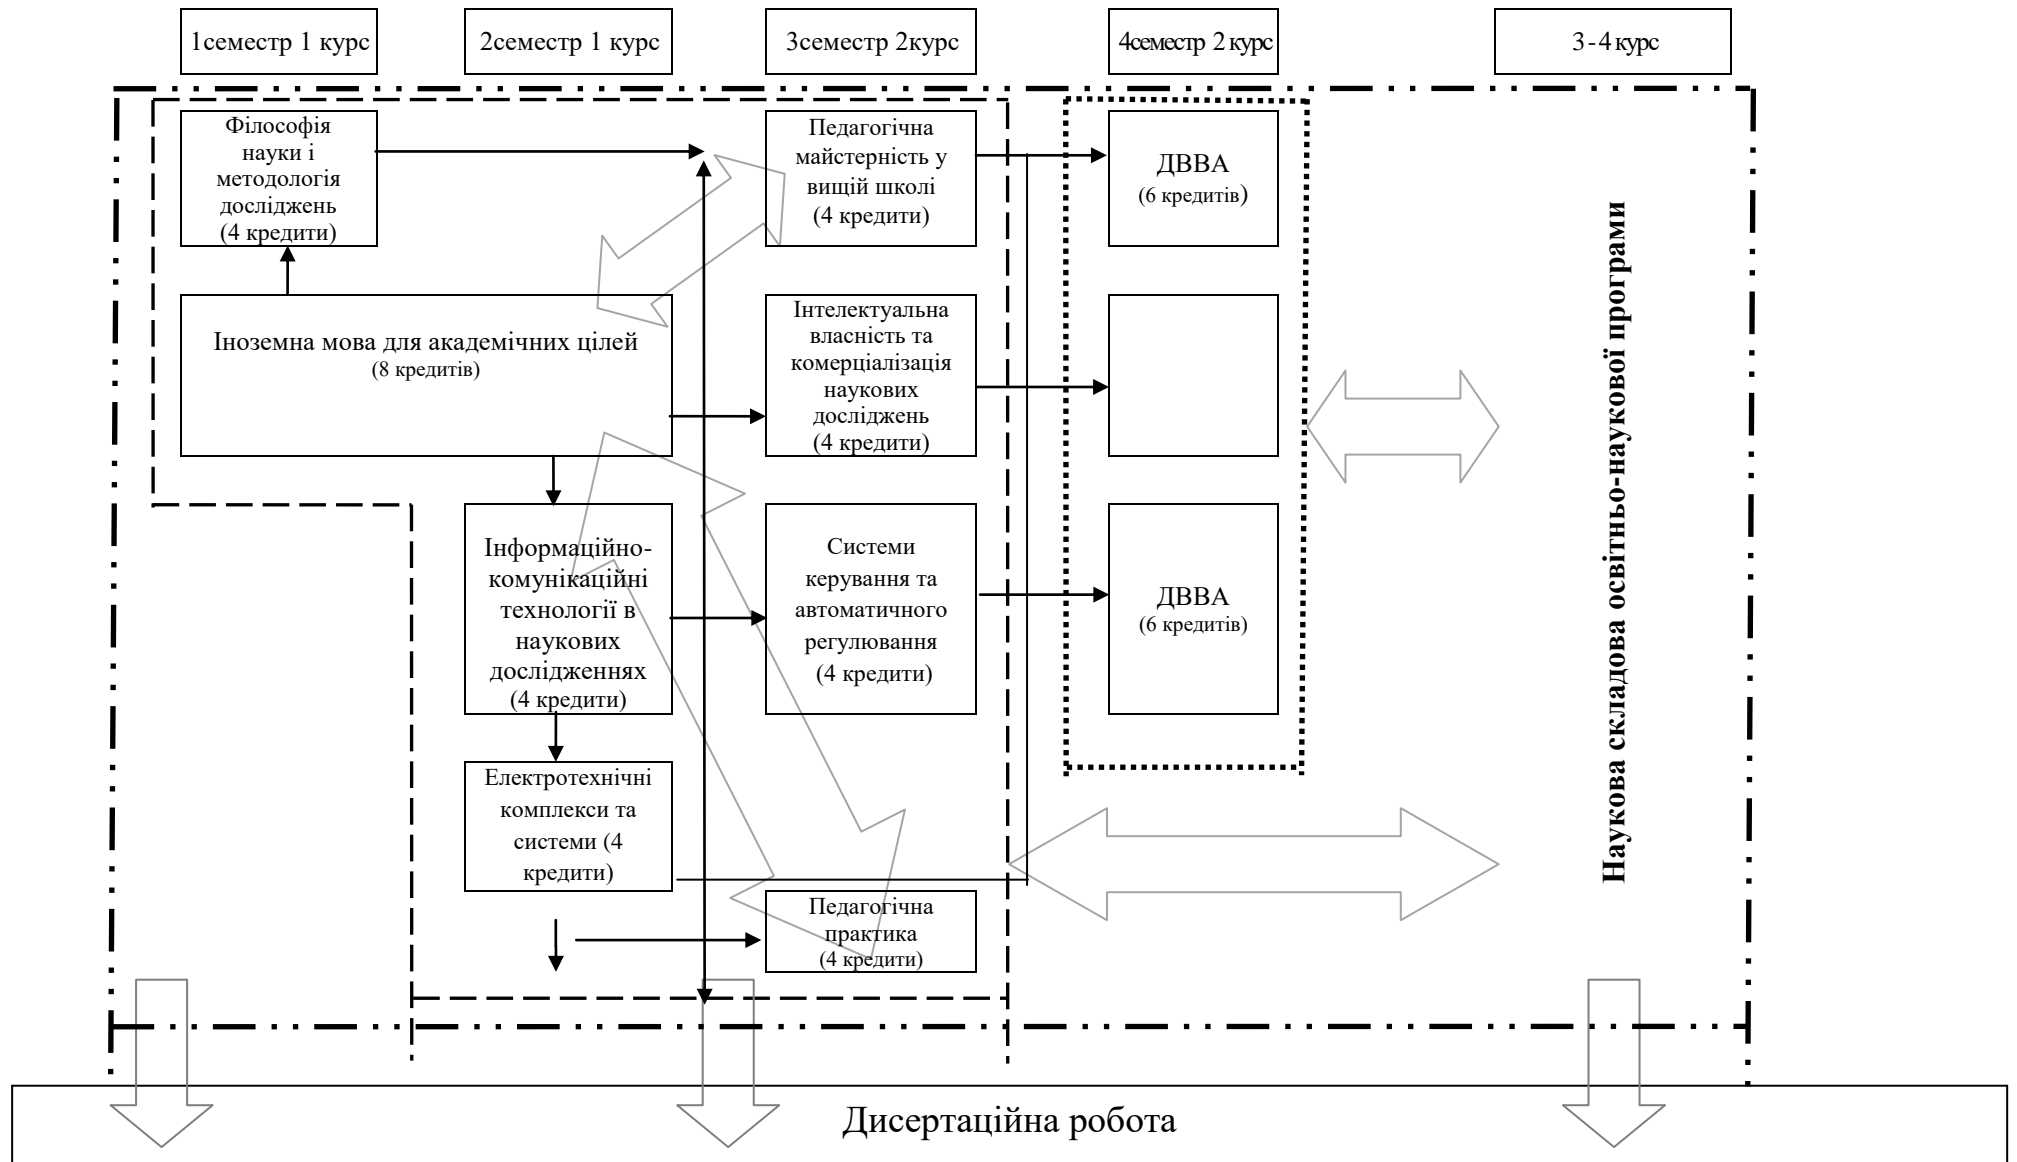 1семестр 1 курс
2семестр 1 курс
3семестр 2курс
4семестр 2 курс
3-4 курс
Філософія
науки і
методологія
досліджень
(4 кредити)
Педагогічна
майстерність у
вищій школі
(4 кредити)
ДВВА
(6 кредитів)
Іноземна мова для академічних цілей
(8 кредитів)
Інтелектуальна
власність та
комерціалізація
наукових
досліджень
(4 кредити)
Інформаційно-
комунікаційні
технології в
наукових
дослідженнях
(4 кредити)
Системи
керування та
автоматичного
регулювання
(4 кредити)
ДВВА
(6 кредитів)
Електротехнічні
комплекси та
системи (4
кредити)
Педагогічна
практика
(4 кредити)
Наукова складова освітньо-наукової програми
Дисертаційна робота